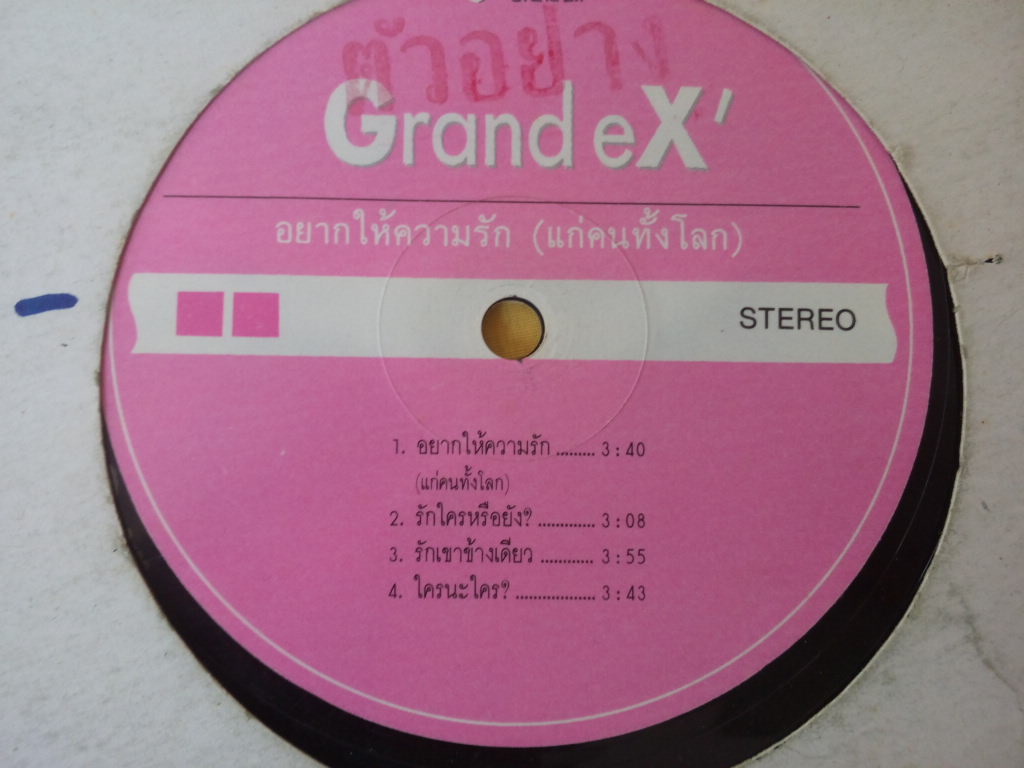 ตัวอย่าง
Grand eX'
อยากให้ความรัก (แก่คนทั้งโลก)
STEREO
1. อยากให้ความรัก ......... 3:40
(แก่คนทั้งโลก)
2. รักใครหรือยัง? ............. 3:08
3. รักเขาข้างเดียว ............ 3:55
4. ใครนะใคร? ................... 3:43